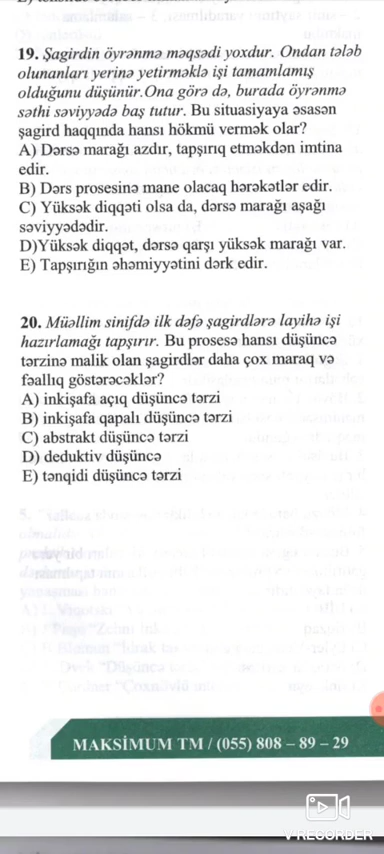 19. Şagirdin öyrənmə məqsədi yoxdur. Ondan tələb
olunanları yerinə yetirməklə işi tamamlamış
olduğunu düşünür.Ona görə də, burada öyrənmə
səthi səviyyədə baş tutur. Bu situasiyaya əsasən
şagird haqqında hansı hökmü vermək olar?
A) Dərsə marağı azdır, tapşırıq etməkdən imtina
edir.
B) Dərs prosesinə mane olacaq hərəkətlər edir.
C) Yüksək diqqəti olsa da, dərsə marağı aşağı
səviyyədədir.
D)Yüksək diqqət, dərsə qarşı yüksək marağı var.
E) Tapşırığın əhəmiyyətini dərk edir.
20. Müəllim sinifdə ilk dəfə şagirdlərə layihə işi
hazırlamağı tapşırır. Bu prosesə hansı düşüncə
tərzinə malik olan şagirdlər daha çox maraq və
fəallıq göstərəcəklər?
A) inkişafa açıq düşüncə tərzi
B) inkişafa qapalı düşüncə tərzi
C) abstrakt düşüncə tərzi
D) deduktiv düşüncə
E) tənqidi düşüncə tərzi
MAKSİMUM TM / (055) 808 – 89 – 29
V RECORDER